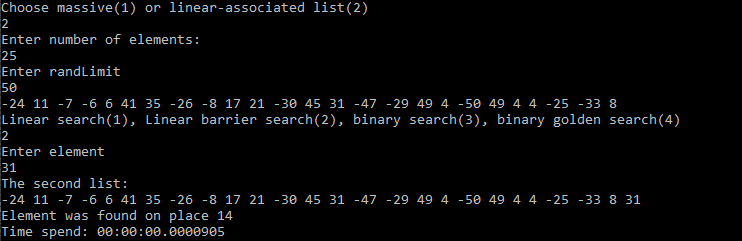 Choose massive(1) or linear-associated list(2)
2
Enter number of elements:
25
Enter randLimit
50
-24 11 -7 -6 6 41 35 -26 -8 17 21 -30 45 31 -47 -29 49 4 -50 49 4 4 -25 -33 8
Linear search(1), Linear barrier search(2), binary search(3), binary golden search(4)
2
Enter element
31
The second list:
-24 11 -7 -6 6 41 35 -26 -8 17 21 -30 45 31 -47 -29 49 4 -50 49 4 4 -25 -33 8 31
Element was found on place 14
Time spend: 00:00:00.0000905